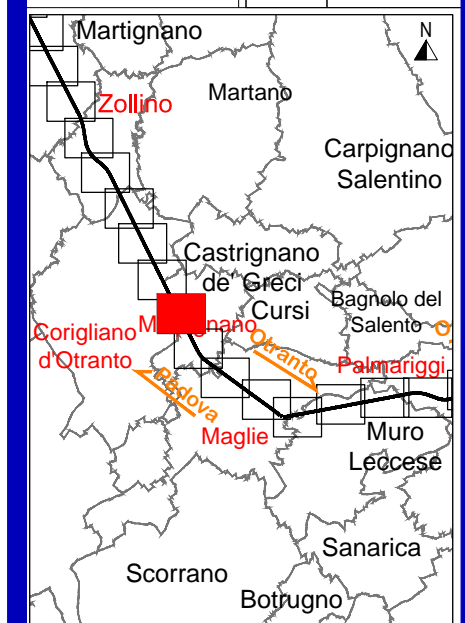 Martignano
N
Zollino
Martano
Carpignano
Salentino
Castrignano
de' Greci
Cursi
Bagnolo del
Salento
Corigliano
d'Otranto
Otranto
Palmariggi
Padova
Maglie
Muro
Leccese
Sanarica
Scorrano
Botrugno